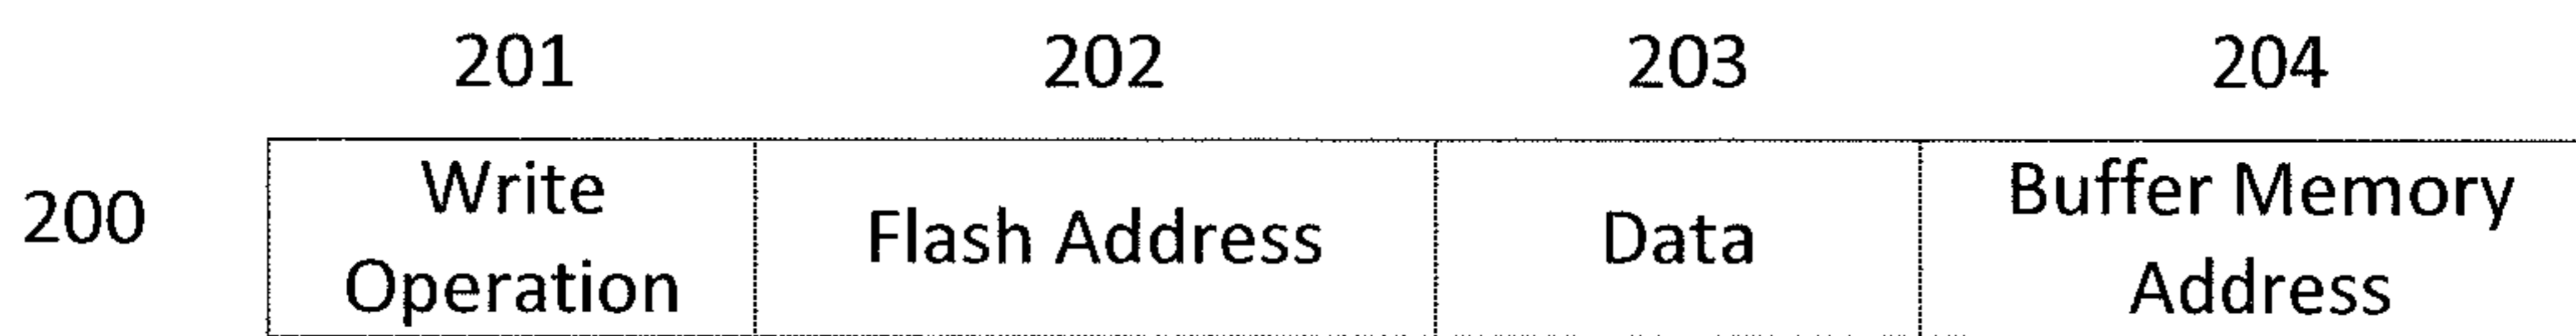 201 202 203 204
200
Write
Operation
Flash Address
Data
Buffer Memory
Address